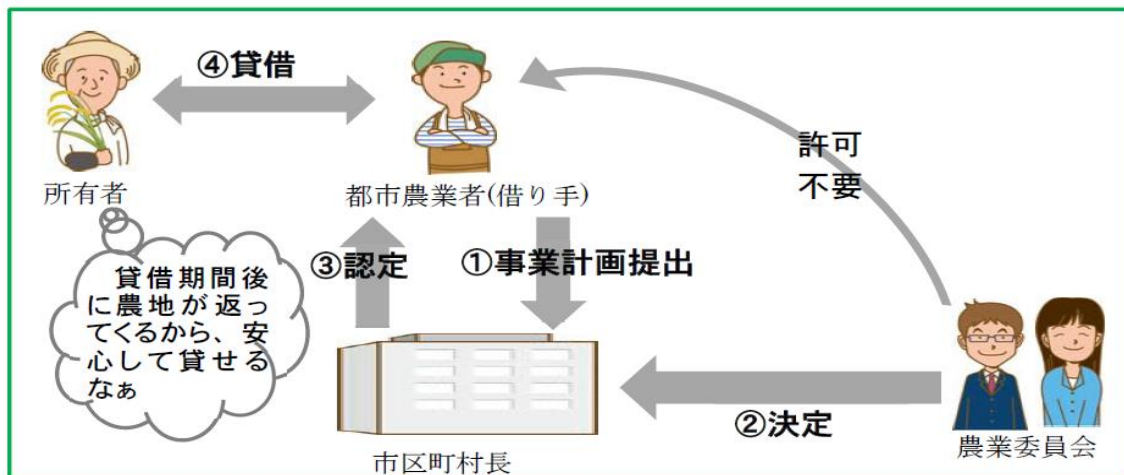 ④貸借
許可
不要
所有者
都市農業者(借り手)
③認定
①事業計画提出
貸借期間後
に農地が返っ
てくるから、安
心して貸せる
なぁ
②決定
農業委員会
市区町村長